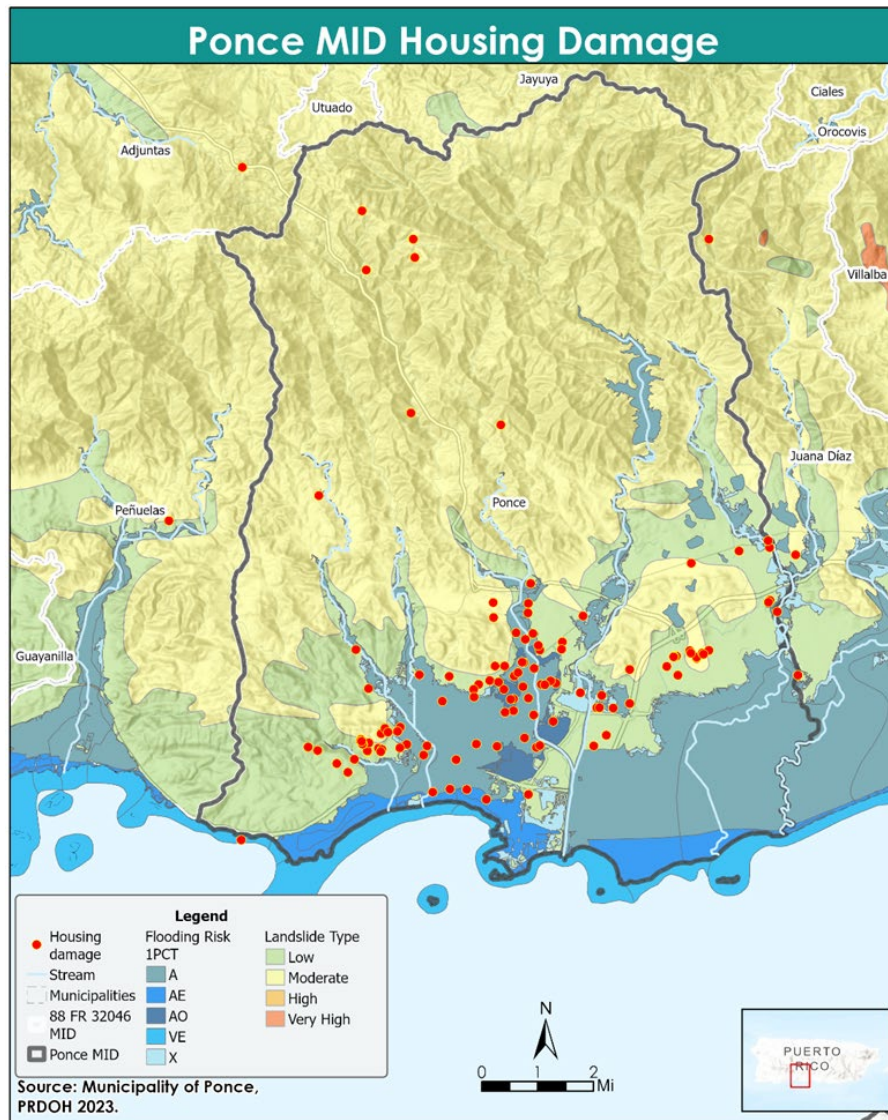 Ponce MID Housing Damage
Jayuya
Ciales
Utuado
Orocovis
Adjuntas
Villalba
Juana Díaz
Ponce
Peñuelas
Guayanilla
Legend
Housing
damage
Stream
Municipalities
88 FR 32046
MID
Ponce MID
Flooding Risk
1PCT
A
AE
AO
VE
X
Landslide Type
Low
Moderate
High
Very High
N
0 1 2
Mi
PUERTO
RICO
Source: Municipality of Ponce,
PRDOH 2023.